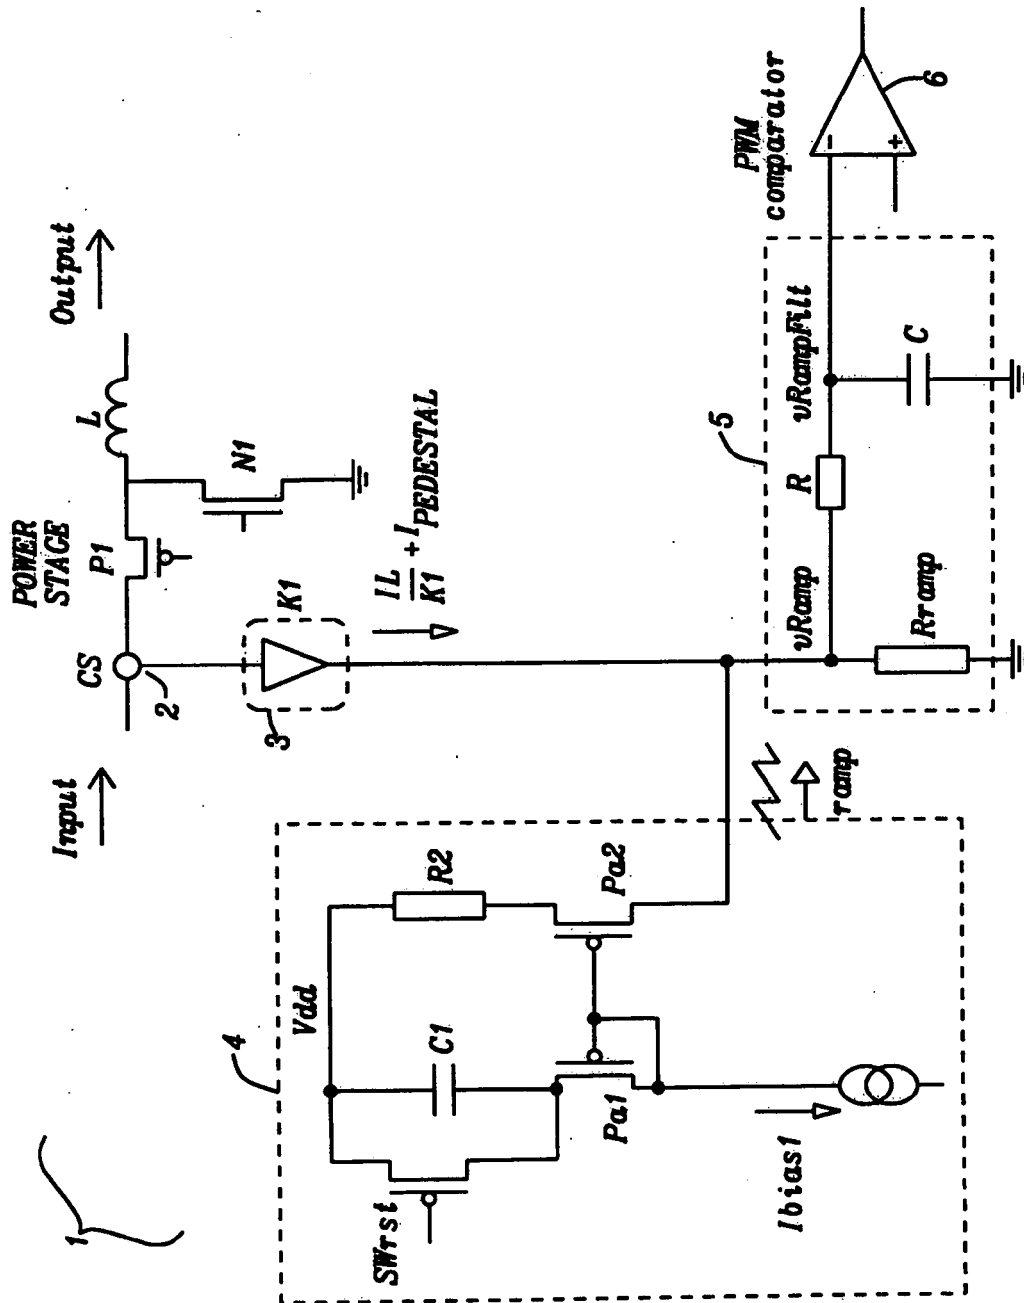 1
Input
Output
POWER
STAGE
CS
P1
L
2
N1
K1
3
IL/K1 + I PEDESTAL
4
Vdd
SWrst
C1
R2
Pa1
Pa2
Ibias1
ramp
5
vRamp
R
vRampFilt
Rramp
C
PWM
comparator
-
+
6